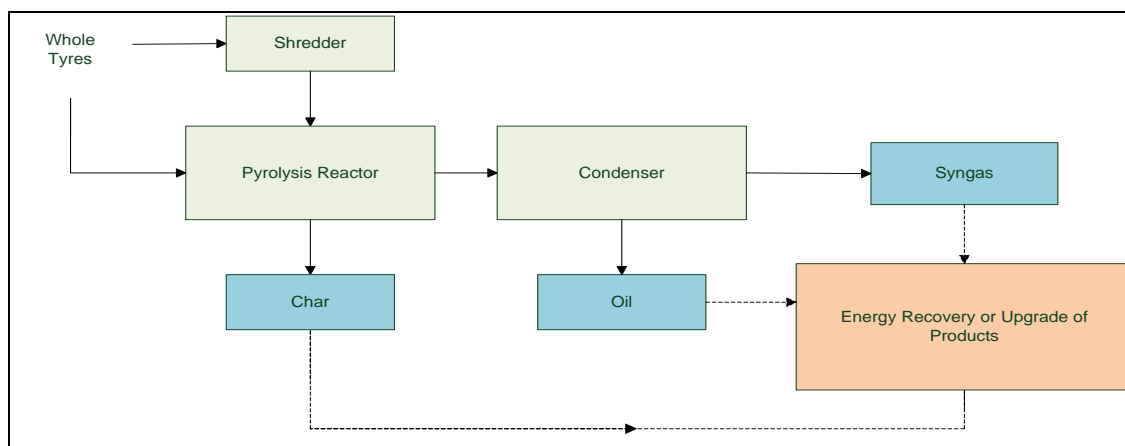 Whole
Tyres
Shredder
Pyrolysis Reactor
Condenser
Syngas
Char
Oil
Energy Recovery or Upgrade of
Products